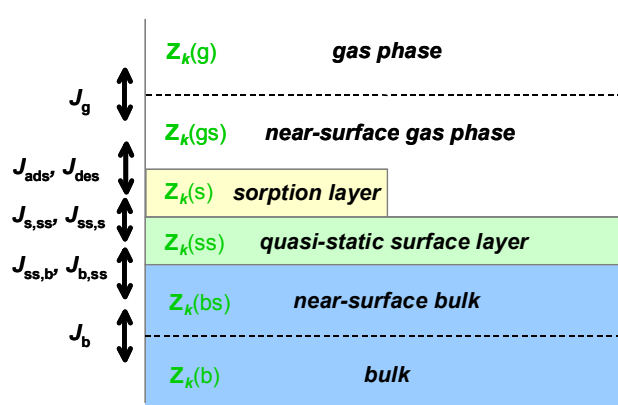 Zk(g) gas phase
Jg
Zk(gs) near-surface gas phase
Jads, Jdes
Zk(s) sorption layer
Js,ss, Jss,s
Zk(ss) quasi-static surface layer
Jss,b, Jb,ss
Zk(bs) near-surface bulk
Jb
Zk(b) bulk